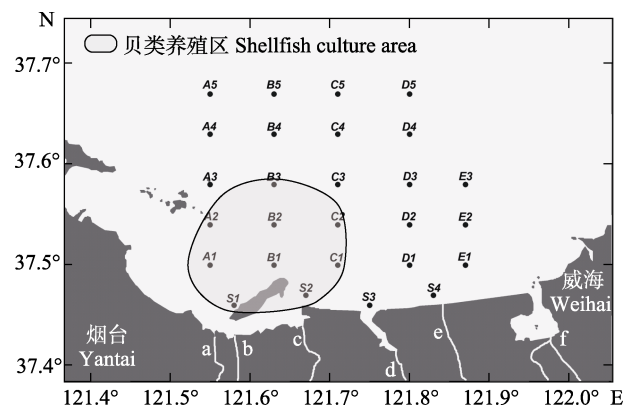 N
贝类养殖区 Shellfish culture area
37.7°
A5 B5 C5 D5
A4 B4 C4 D4
37.6°
A3 B3 C3 D3 E3
A2 B2 C2 D2 E2
37.5°
A1 B1 C1 D1 E1
S1 S2 S3 S4
威海
Weihai
烟台
Yantai
a b c d e f
37.4°
121.4° 121.5° 121.6° 121.7° 121.8° 121.9° 122.0° E